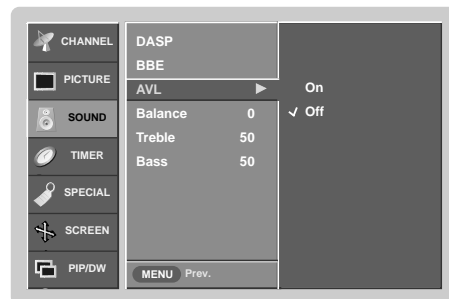 CHANNEL
PICTURE
SOUND
TIMER
SPECIAL
SCREEN
PIP/DW
DASP
BBE
AVL ▶
Balance 0
Treble 50
Bass 50
MENU Prev.
On
✓ Off